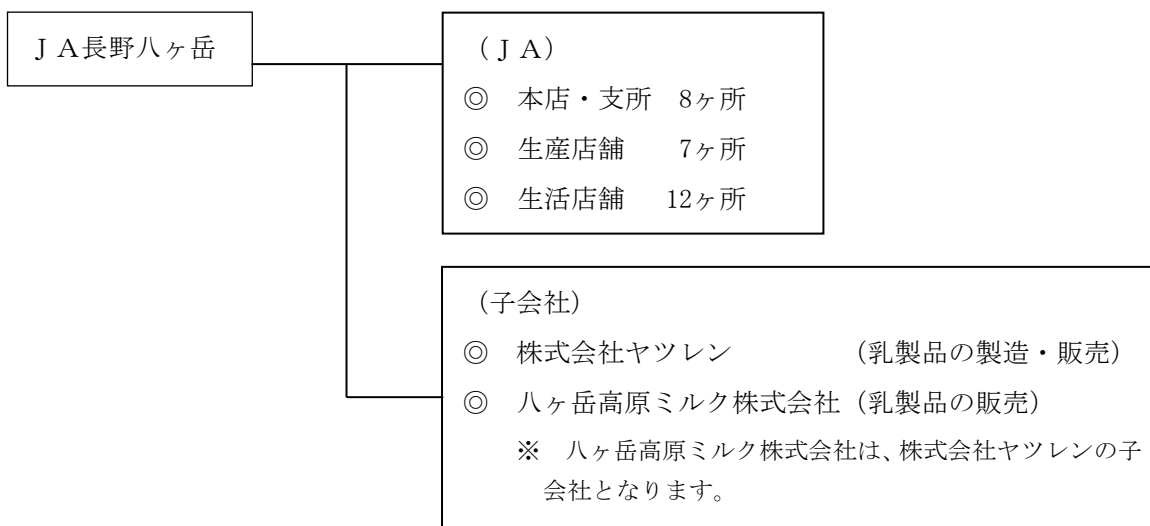 ＪＡ長野八ヶ岳
（ＪＡ）
◎　本店・支所　8ヶ所
◎　生産店舗　　7ヶ所
◎　生活店舗　 12ヶ所
（子会社）
◎　株式会社ヤツレン　　　　（乳製品の製造・販売）
◎　八ヶ岳高原ミルク株式会社（乳製品の販売）
※　八ヶ岳高原ミルク株式会社は、株式会社ヤツレンの子
会社となります。